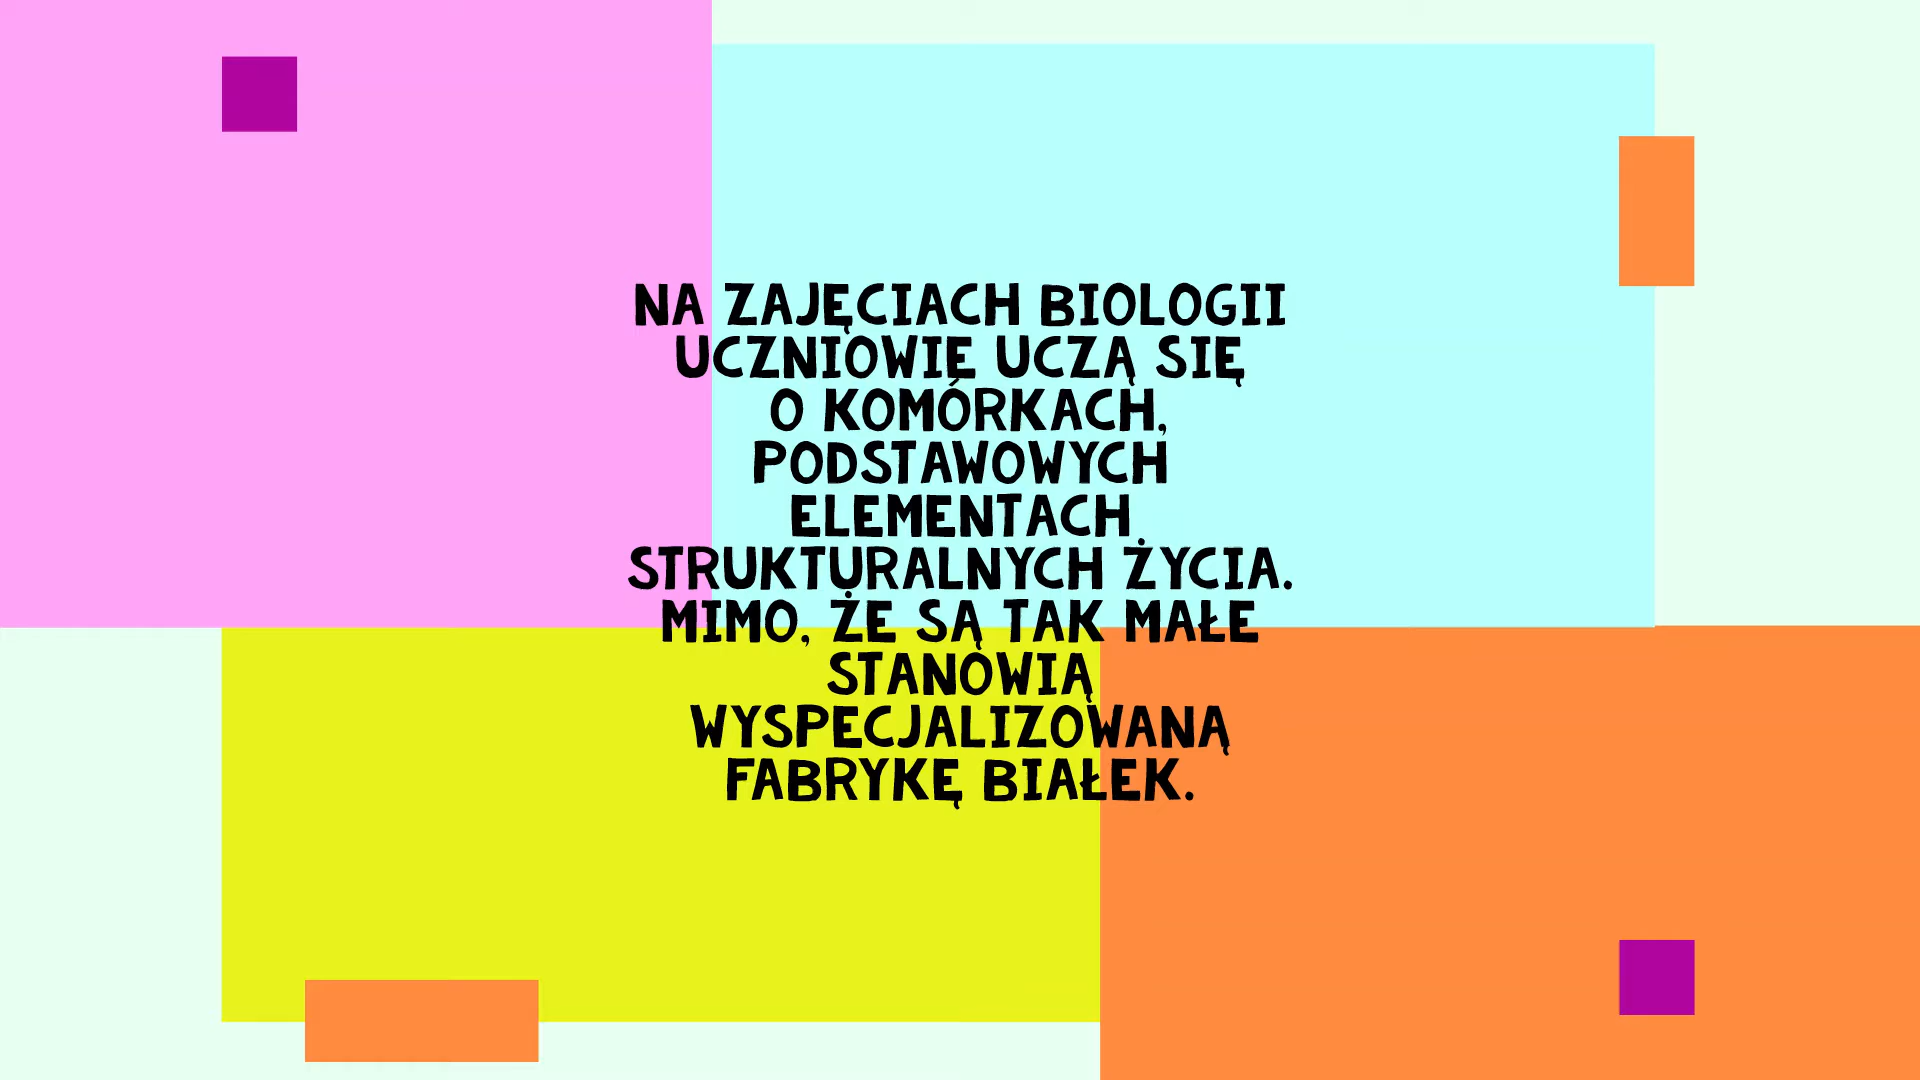 NA ZAJĘCIACH BIOLOGII
UCZNIOWIE UCZĄ SIĘ
O KOMÓRKACH,
PODSTAWOWYCH
ELEMENTACH
STRUKTURALNYCH ŻYCIA.
MIMO, ŻE SĄ TAK MAŁE
STANOWIĄ
WYSPECJALIZOWANĄ
FABRYKĘ BIAŁEK.